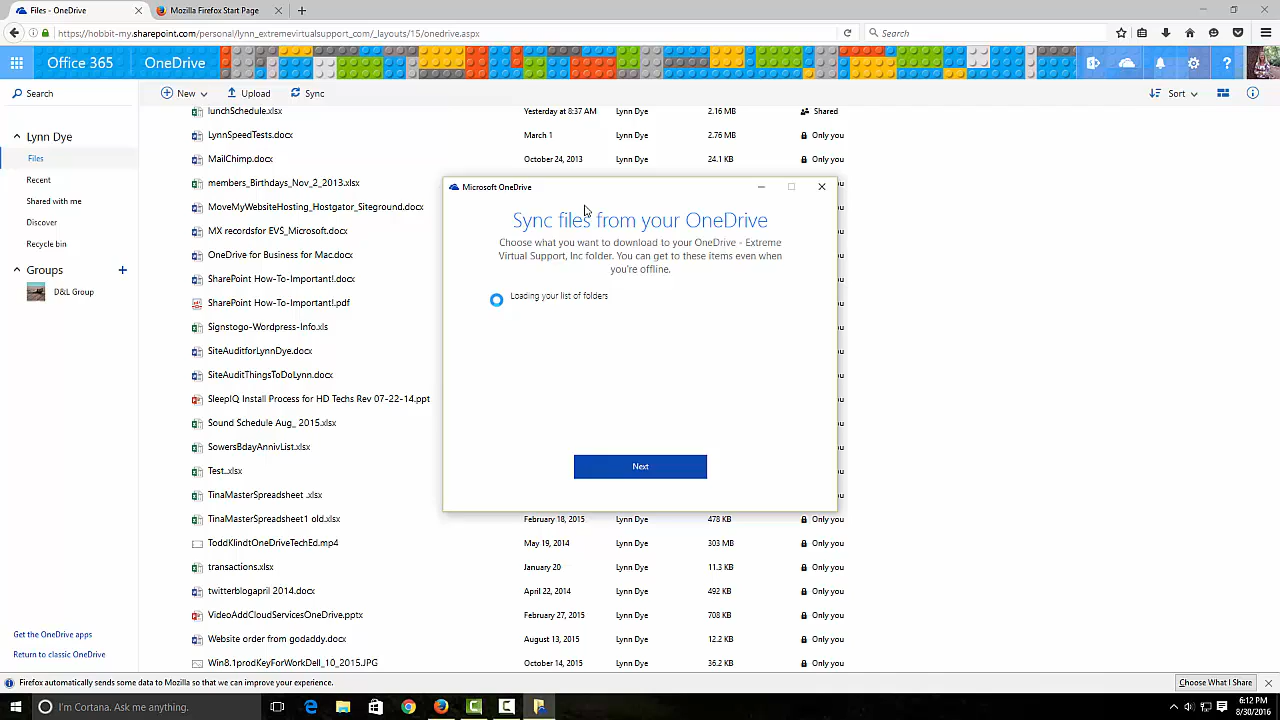 Files - OneDrive
Mozilla Firefox Start Page
https://hobbit-my.sharepoint.com/personal/lynn_extremevirtualsupport_com/_layouts/15/onedrive.aspx
Search
Office 365
OneDrive
Search
New
Upload
Sync
Sort
Lynn Dye
Files
Recent
Shared with me
Discover
Recycle bin
Groups
D&L Group
Get the OneDrive apps
Return to classic OneDrive
lunchSchedule.xlsx Yesterday at 8:37 AM Lynn Dye 2.16 MB Shared
LynnSpeedTests.docx March 1 Lynn Dye 2.76 MB Only you
MailChimp.docx October 24, 2013 Lynn Dye 24.1 KB Only you
members_Birthdays_Nov_2_2013.xlsx
MoveMyWebsiteHosting_Hostgator_Siteground.docx
MX recordsfor EVS_Microsoft.docx
OneDrive for Business for Mac.docx
SharePoint How-To-Important!.docx
SharePoint How-To-Important!.pdf
Signstogo-Wordpress-Info.xls
SiteAuditforLynnDye.docx
SiteAuditThingsToDoLynn.docx
SleepIQ Install Process for HD Techs Rev 07-22-14.ppt
Sound Schedule Aug_ 2015.xlsx
SowersBdayAnnivList.xlsx
Test..xlsx
TinaMasterSpreadsheet .xlsx
TinaMasterSpreadsheet1 old.xlsx February 18, 2015 Lynn Dye 478 KB Only you
ToddKlindtOneDriveTechEd.mp4 May 19, 2014 Lynn Dye 303 MB Only you
transactions.xlsx January 20 Lynn Dye 11.3 KB Only you
twitterblogapril 2014.docx April 22, 2014 Lynn Dye 492 KB Only you
VideoAddCloudServicesOneDrive.pptx February 27, 2015 Lynn Dye 708 KB Only you
Website order from godaddy.docx August 13, 2015 Lynn Dye 12.2 KB Only you
Win8.1prodKeyForWorkDell_10_2015.JPG October 14, 2015 Lynn Dye 36.2 KB Only you
Microsoft OneDrive
Sync files from your OneDrive
Choose what you want to download to your OneDrive - Extreme
Virtual Support, Inc folder. You can get to these items even when
you're offline.
Loading your list of folders
Next
Firefox automatically sends some data to Mozilla so that we can improve your experience.
Choose What I Share
I'm Cortana. Ask me anything.
6:12 PM
8/30/2016